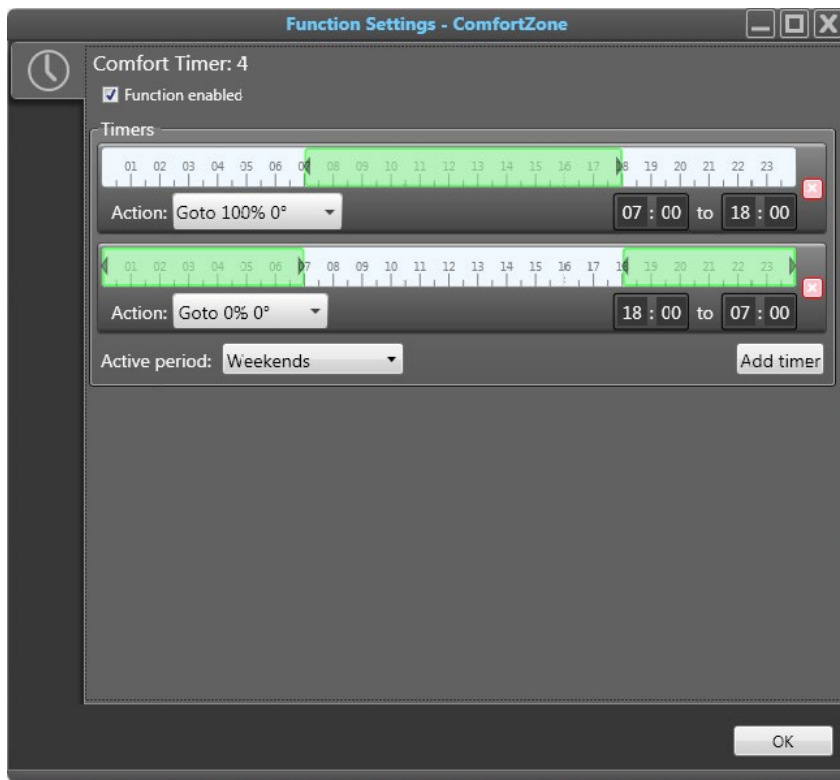 Function Settings - ComfortZone
Comfort Timer: 4
Function enabled
Timers
01 02 03 04 05 06 08 09 10 11 12 13 14 15 16 17 18 19 20 21 22 23
Action: Goto 100% 0° 07 : 00 to 18 : 00
01 02 03 04 05 06 07 08 09 10 11 12 13 14 15 16 17 18 19 20 21 22 23
Action: Goto 0% 0° 18 : 00 to 07 : 00
Active period: Weekends Add timer
OK